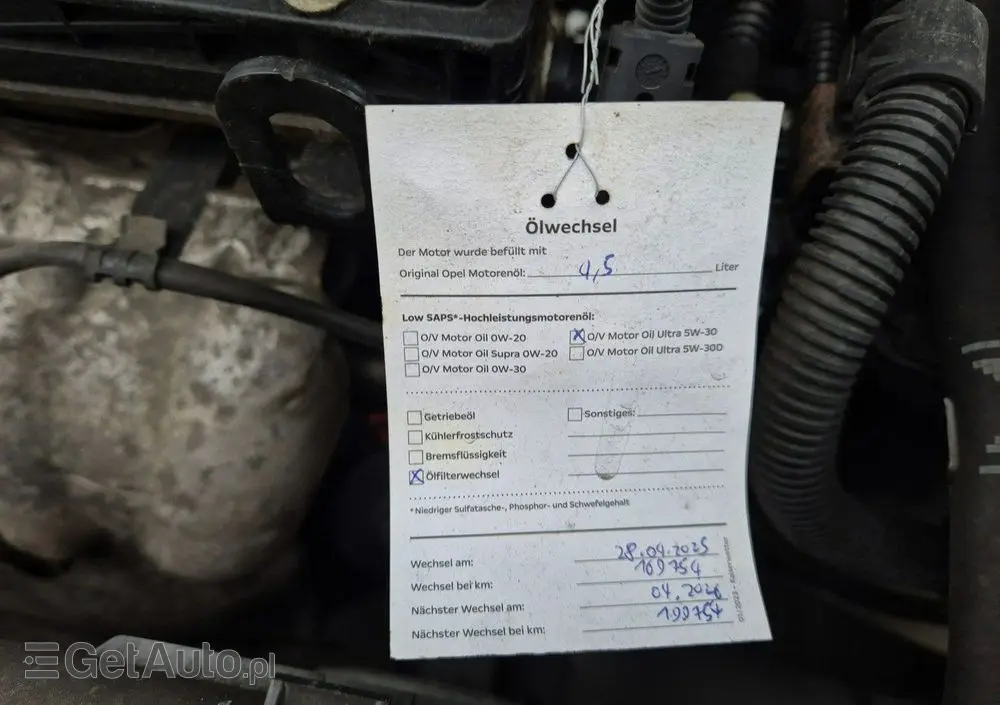 Ölwechsel
Der Motor wurde befüllt mit
Original Opel Motorenöl: 4,5 Liter
Low SAPS*-Hochleistungsmotorenöl:
O/V Motor Oil 0W-20
O/V Motor Oil Supra 0W-20
O/V Motor Oil 0W-30
X O/V Motor Oil Ultra 5W-30
O/V Motor Oil Ultra 5W-30D
Getriebeöl
Kühlerfrostschutz
Bremsflüssigkeit
X Ölfilterwechsel
Sonstiges:
*Niedriger Sulfatasche-, Phosphor- und Schwefelgehalt
Wechsel am: 28.04.2025
Wechsel bei km: 169754
Nächster Wechsel am: 04.2026
Nächster Wechsel bei km: 199754
GetAuto.pl